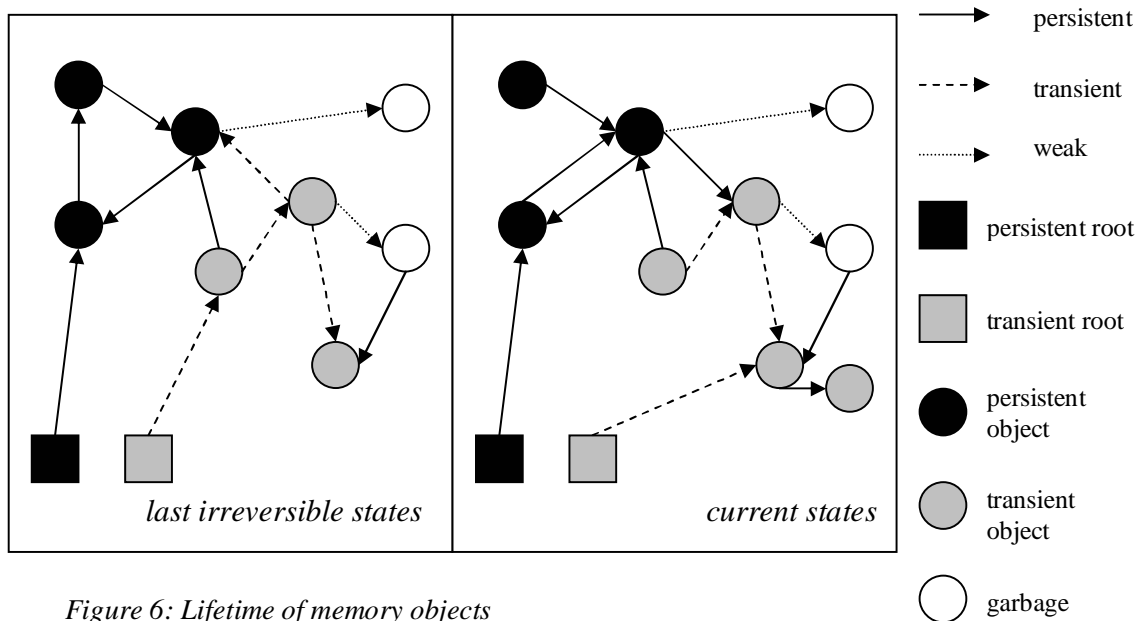 persistent
transient
weak
persistent root
transient root
persistent
object
transient
object
garbage
last irreversible states
current states
Figure 6: Lifetime of memory objects